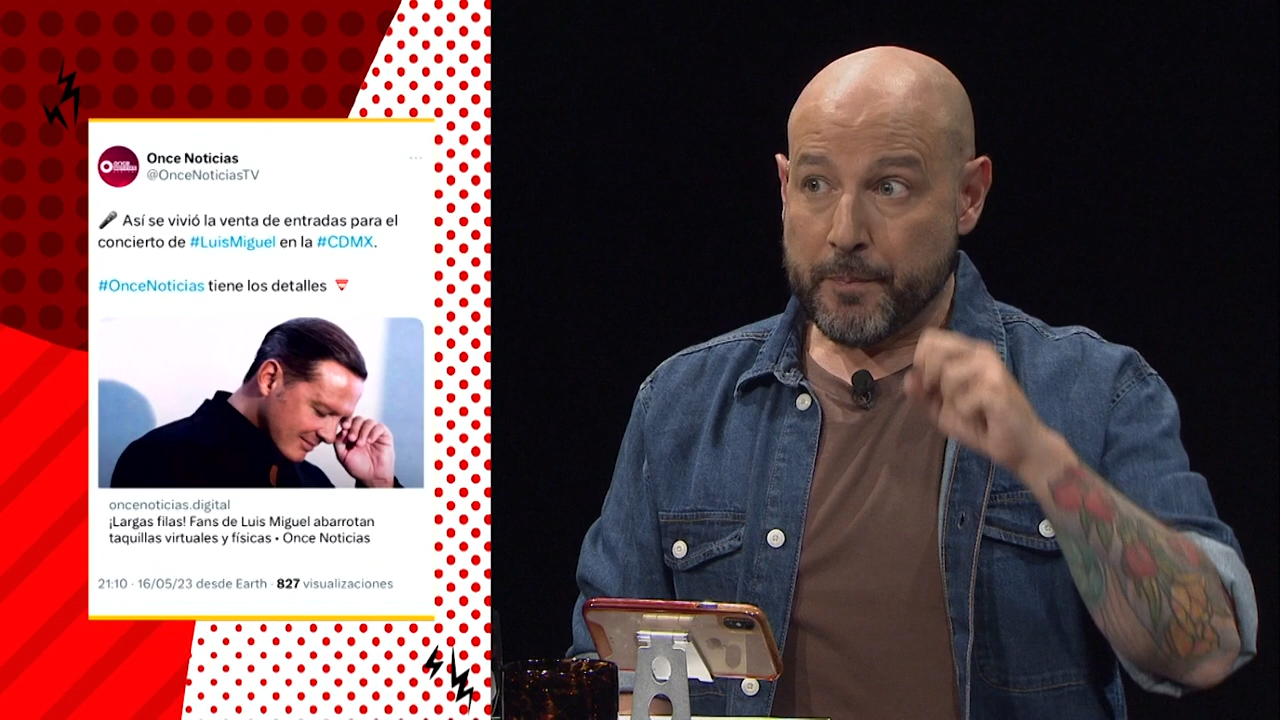 Once Noticias
@OnceNoticiasTV
🎤 Así se vivió la venta de entradas para el
concierto de #LuisMiguel en la #CDMX.
#OnceNoticias tiene los detalles
oncenoticias.digital
¡Largas filas! Fans de Luis Miguel abarrotan
taquillas virtuales y físicas • Once Noticias
21:10 · 16/05/23 desde Earth · 827 visualizaciones